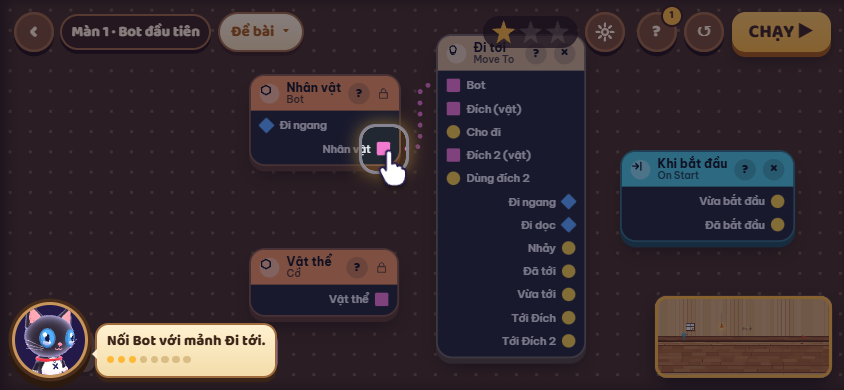 Màn 1 · Bot đầu tiên
Đề bài
?
1
CHẠY
Nhân vật
Bot
?
Đi ngang
Nhân vật
Vật thể
Cờ
?
Vật thể
Đi tới
Move To
?
×
Bot
Đích (vật)
Cho đi
Đích 2 (vật)
Dùng đích 2
Đi ngang
Đi dọc
Nhảy
Đã tới
Vừa tới
Tới Đích
Tới Đích 2
Khi bắt đầu
On Start
?
×
Vừa bắt đầu
Đã bắt đầu
Nối Bot với mảnh Đi tới.